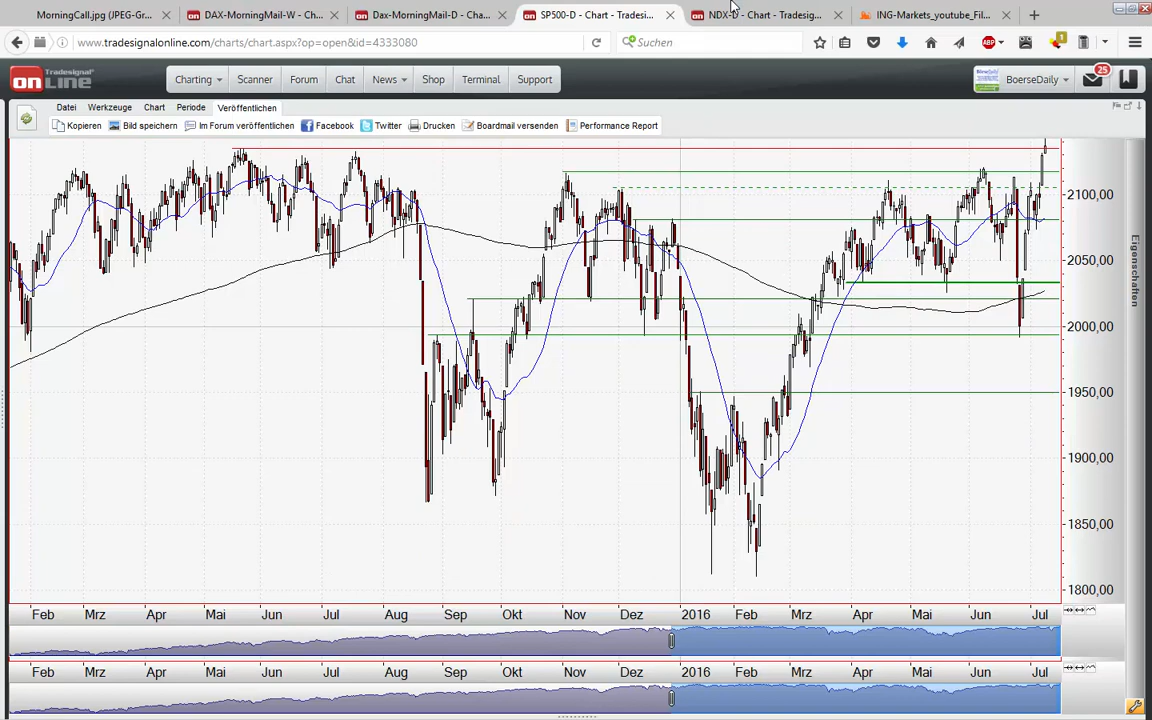 MorningCall.jpg (JPEG-Gr...
DAX-MorningMail-W - Ch...
Dax-MorningMail-D - Cha...
SP500-D - Chart - Tradesi...
NDX-D - Chart - Tradesig...
ING-Markets_youtube_Fil...
www.tradesignalonline.com/charts/chart.aspx?op=open&id=4333080
Suchen
ABP
Tradesignal
on LINE
Charting
Scanner
Forum
Chat
News
Shop
Terminal
Support
BoerseDaily
25
Datei
Werkzeuge
Chart
Periode
Veröffentlichen
Kopieren
Bild speichern
Im Forum veröffentlichen
Facebook
Twitter
Drucken
Boardmail versenden
Performance Report
2100,00
2050,00
2000,00
1950,00
1900,00
1850,00
1800,00
Eigenschaften
Feb Mrz Apr Mai Jun Jul Aug Sep Okt Nov Dez 2016 Feb Mrz Apr Mai Jun Jul
Feb Mrz Apr Mai Jun Jul Aug Sep Okt Nov Dez 2016 Feb Mrz Apr Mai Jun Jul